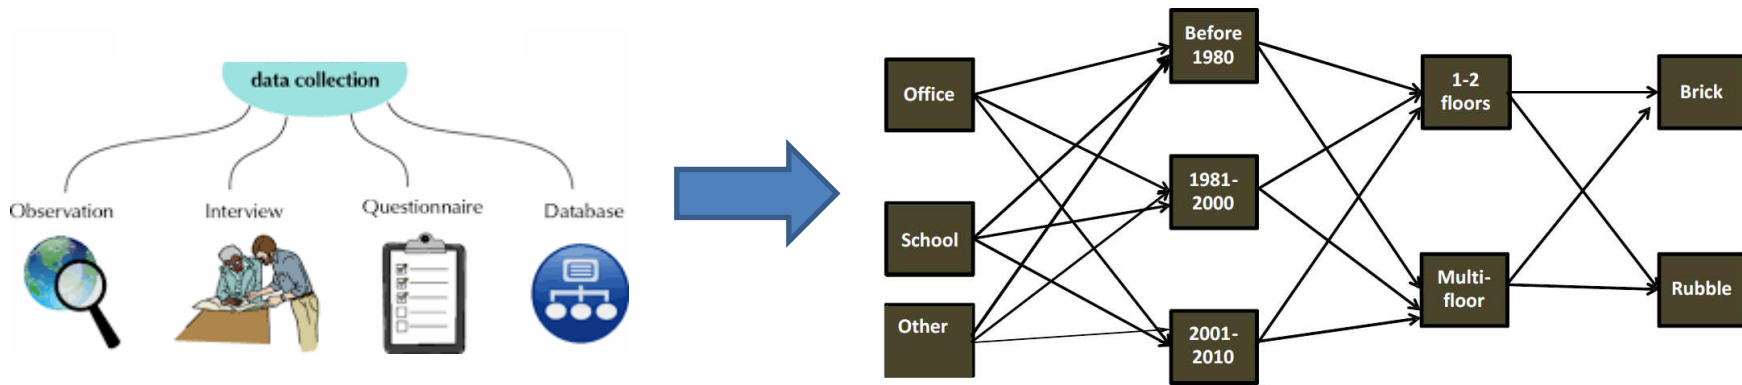 data collection
Observation
Interview
Questionnaire
Database
Office
School
Other
Before
1980
1981-
2000
2001-
2010
1-2
floors
Multi-
floor
Brick
Rubble